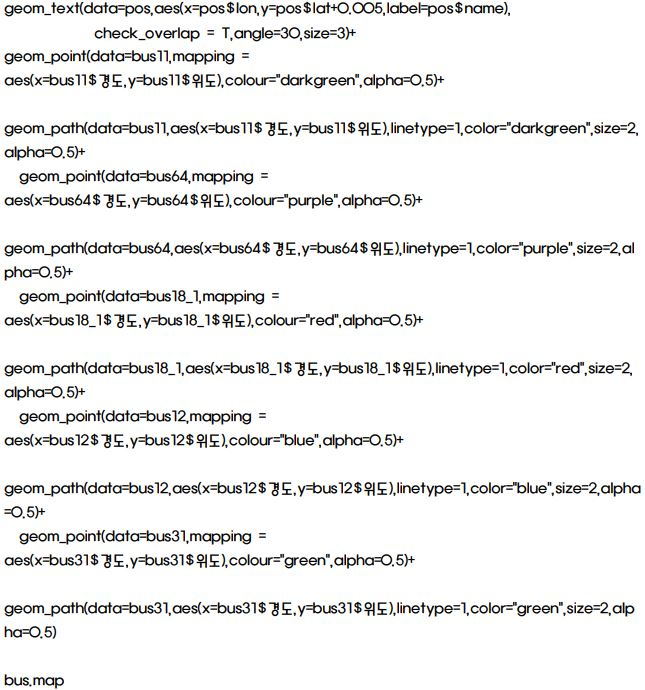 geom_text(data=pos,aes(x=pos$lon,y=pos$lat+0.005,label=pos$name),
check_overlap = T,angle=30,size=3)+
geom_point(data=bus11,mapping =
aes(x=bus11$경도,y=bus11$위도),colour="darkgreen",alpha=0.5)+
geom_path(data=bus11,aes(x=bus11$경도,y=bus11$위도),linetype=1,color="darkgreen",size=2,
alpha=0.5)+
geom_point(data=bus64,mapping =
aes(x=bus64$경도,y=bus64$위도),colour="purple",alpha=0.5)+
geom_path(data=bus64,aes(x=bus64$경도,y=bus64$위도),linetype=1,color="purple",size=2,al
pha=0.5)+
geom_point(data=bus18_1,mapping =
aes(x=bus18_1$경도,y=bus18_1$위도),colour="red",alpha=0.5)+
geom_path(data=bus18_1,aes(x=bus18_1$경도,y=bus18_1$위도),linetype=1,color="red",size=2,
alpha=0.5)+
geom_point(data=bus12,mapping =
aes(x=bus12$경도,y=bus12$위도),colour="blue",alpha=0.5)+
geom_path(data=bus12,aes(x=bus12$경도,y=bus12$위도),linetype=1,color="blue",size=2,alpha
=0.5)+
geom_point(data=bus31,mapping =
aes(x=bus31$경도,y=bus31$위도),colour="green",alpha=0.5)+
geom_path(data=bus31,aes(x=bus31$경도,y=bus31$위도),linetype=1,color="green",size=2,alp
ha=0.5)
bus.map